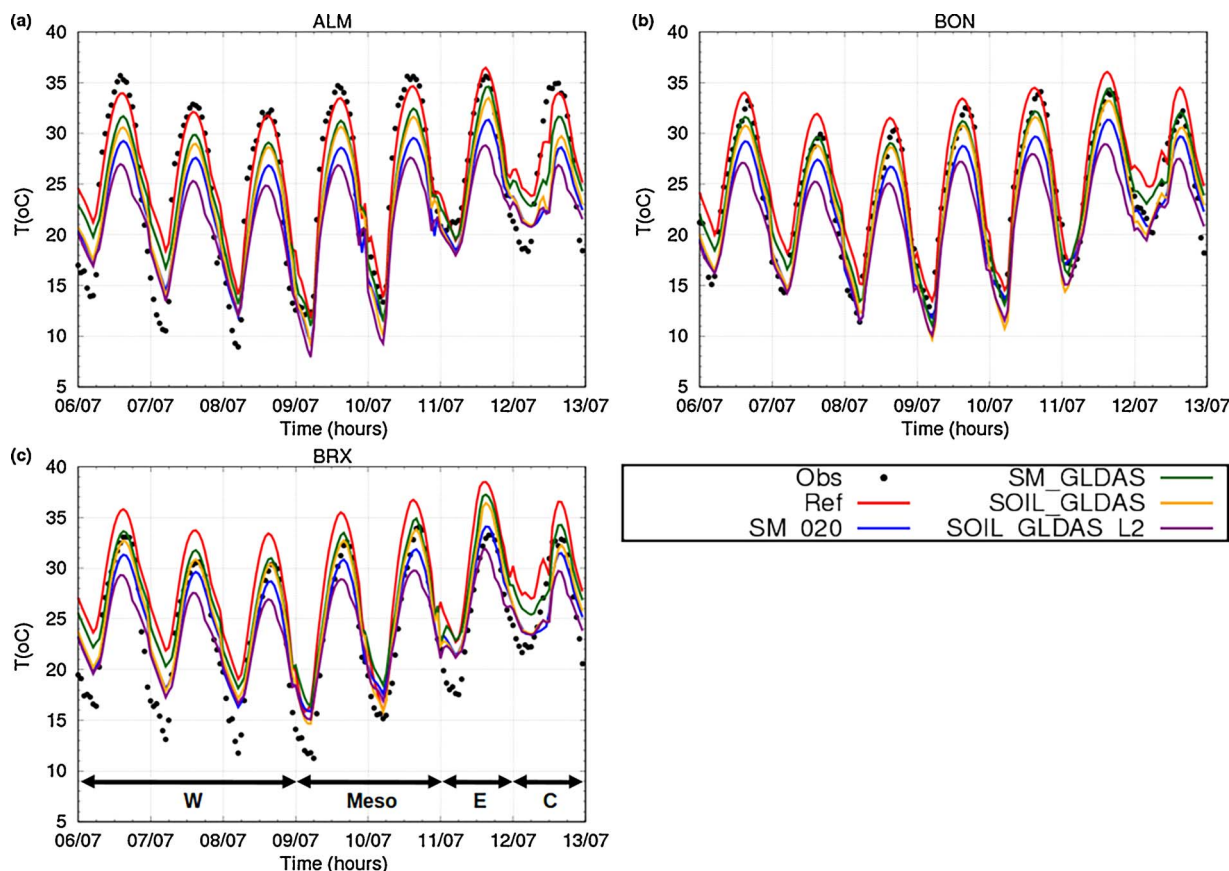 (a) ALM
40
35
30
25
20
15
10
5
T(oC)
06/07 07/07 08/07 09/07 10/07 11/07 12/07 13/07
Time (hours)
(b) BON
40
35
30
25
20
15
10
5
T(oC)
06/07 07/07 08/07 09/07 10/07 11/07 12/07 13/07
Time (hours)
(c) BRX
40
35
30
25
20
15
10
5
T(oC)
W Meso E C
06/07 07/07 08/07 09/07 10/07 11/07 12/07 13/07
Time (hours)
Obs
Ref
SM_020
SM_GLDAS
SOIL_GLDAS
SOIL_GLDAS_L2